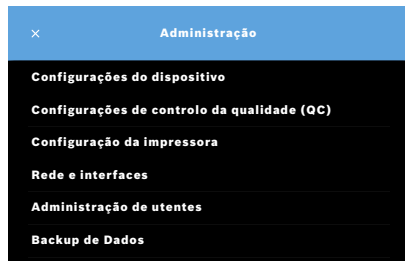 Administração
Configurações do dispositivo
Configurações de controlo da qualidade (QC)
Configuração da impressora
Rede e interfaces
Administração de utentes
Backup de Dados